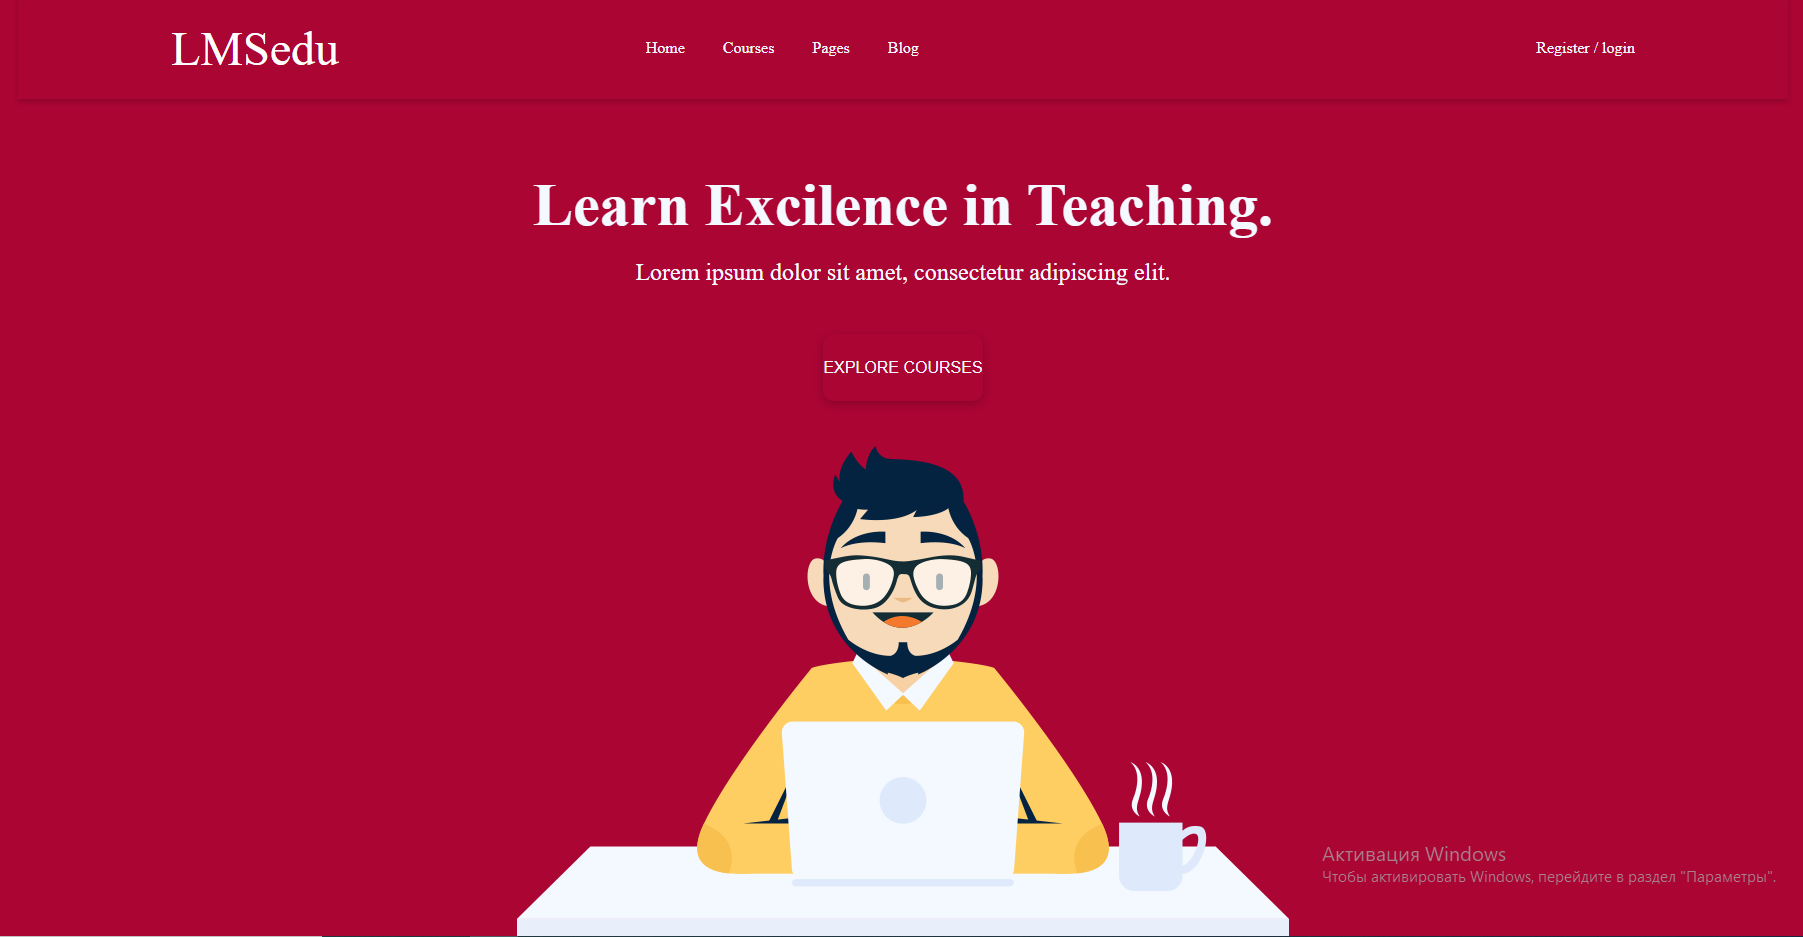 LMSedu
Home Courses Pages Blog
Register / login
Learn Excilence in Teaching.
Lorem ipsum dolor sit amet, consectetur adipiscing elit.
EXPLORE COURSES
Активация Windows
Чтобы активировать Windows, перейдите в раздел "Параметры".